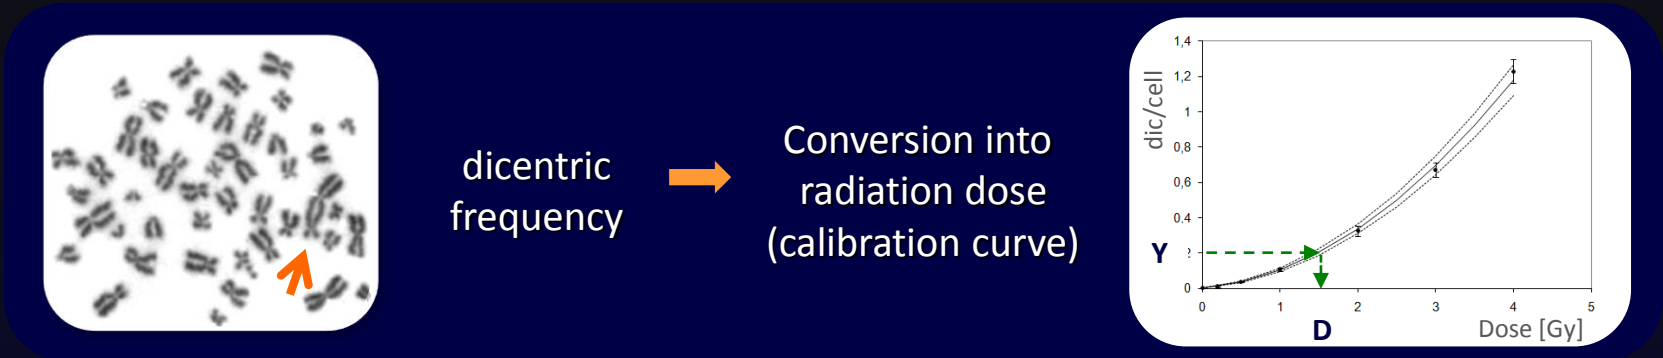 dicentric
frequency
Conversion into
radiation dose
(calibration curve)
dic/cell
1,4
1,2
1
0,8
0,6
0.4
Y
0
0
1
2
3
4
5
D
Dose [Gy]